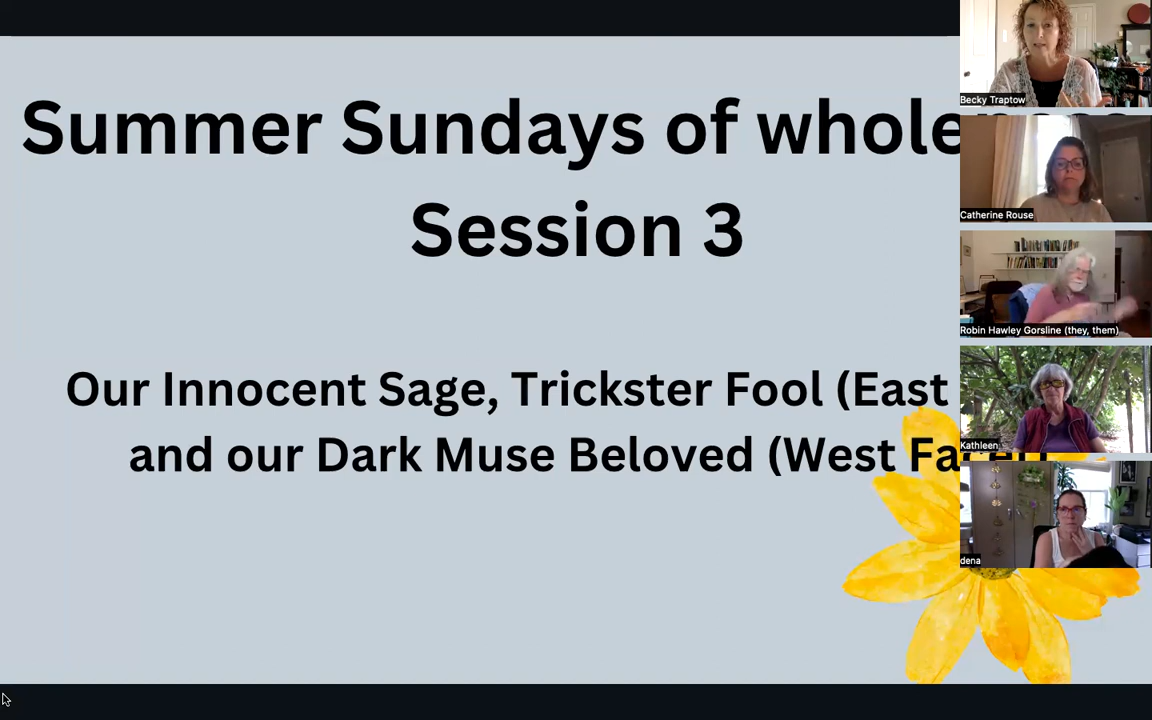 Summer Sundays of whole
Session 3
Our Innocent Sage, Trickster Fool (East
and our Dark Muse Beloved (West Fa
Becky Traptow
Catherine Rouse
Robin Hawley Gorsline (they, them)
Kathleen
dena